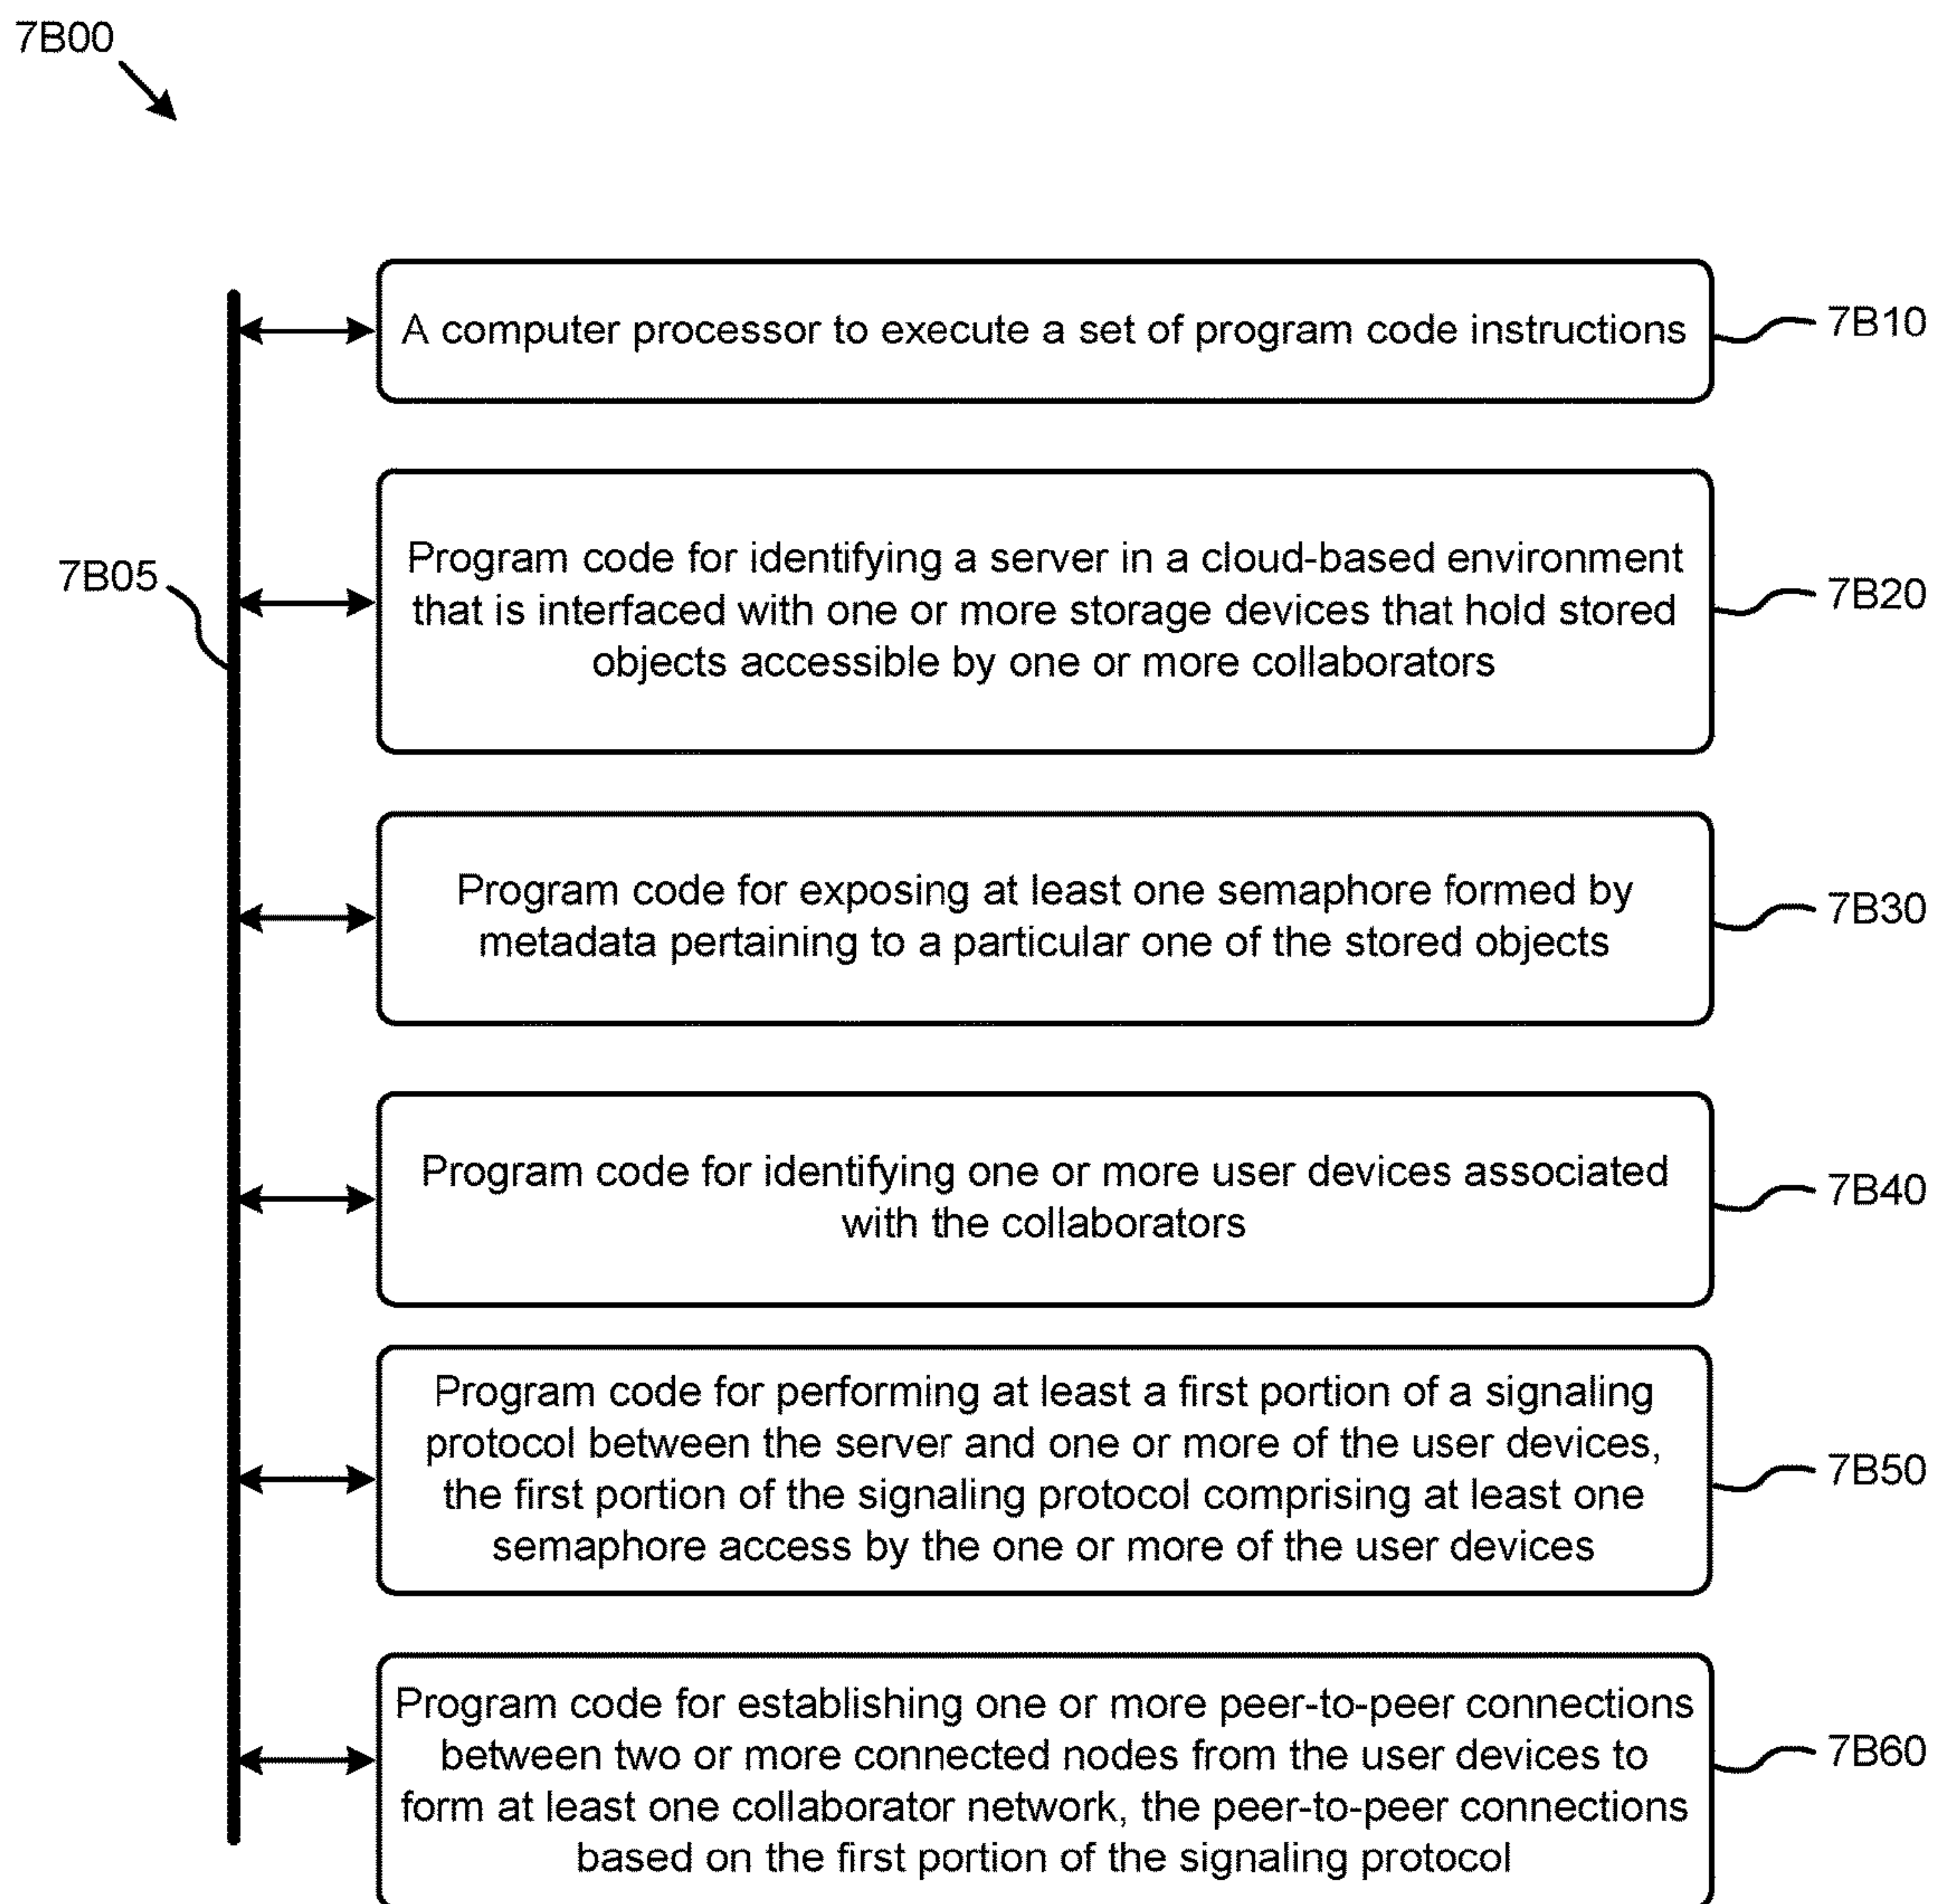 7B00
A computer processor to execute a set of program code instructions
7B10
7B05
Program code for identifying a server in a cloud-based environment
that is interfaced with one or more storage devices that hold stored
objects accessible by one or more collaborators
7B20
Program code for exposing at least one semaphore formed by
metadata pertaining to a particular one of the stored objects
7B30
Program code for identifying one or more user devices associated
with the collaborators
7B40
Program code for performing at least a first portion of a signaling
protocol between the server and one or more of the user devices,
the first portion of the signaling protocol comprising at least one
semaphore access by the one or more of the user devices
7B50
Program code for establishing one or more peer-to-peer connections
between two or more connected nodes from the user devices to
form at least one collaborator network, the peer-to-peer connections
based on the first portion of the signaling protocol
7B60